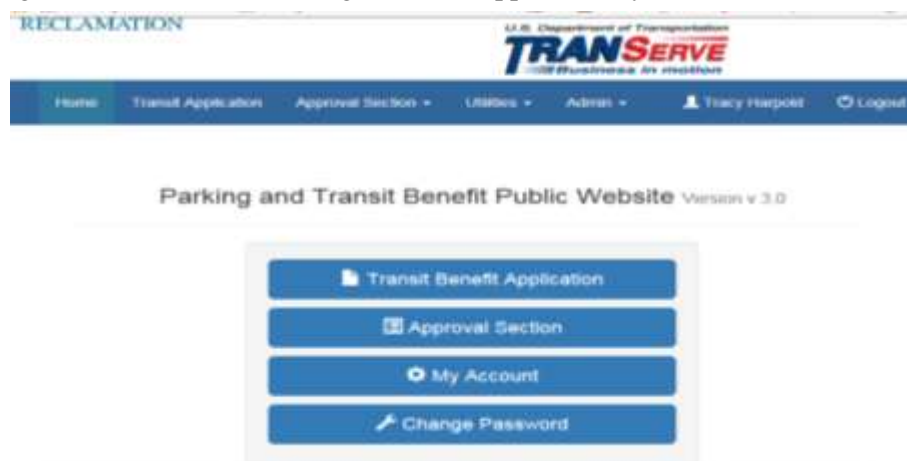 RECLAMATION
U.S. Department of Transportation
TRANSERVE
Business in motion
Home Transit Application Approval Section Utilities Admin Tracy Harpost Logout
Parking and Transit Benefit Public Website Version v 3.0
Transit Benefit Application
Approval Section
My Account
Change Password